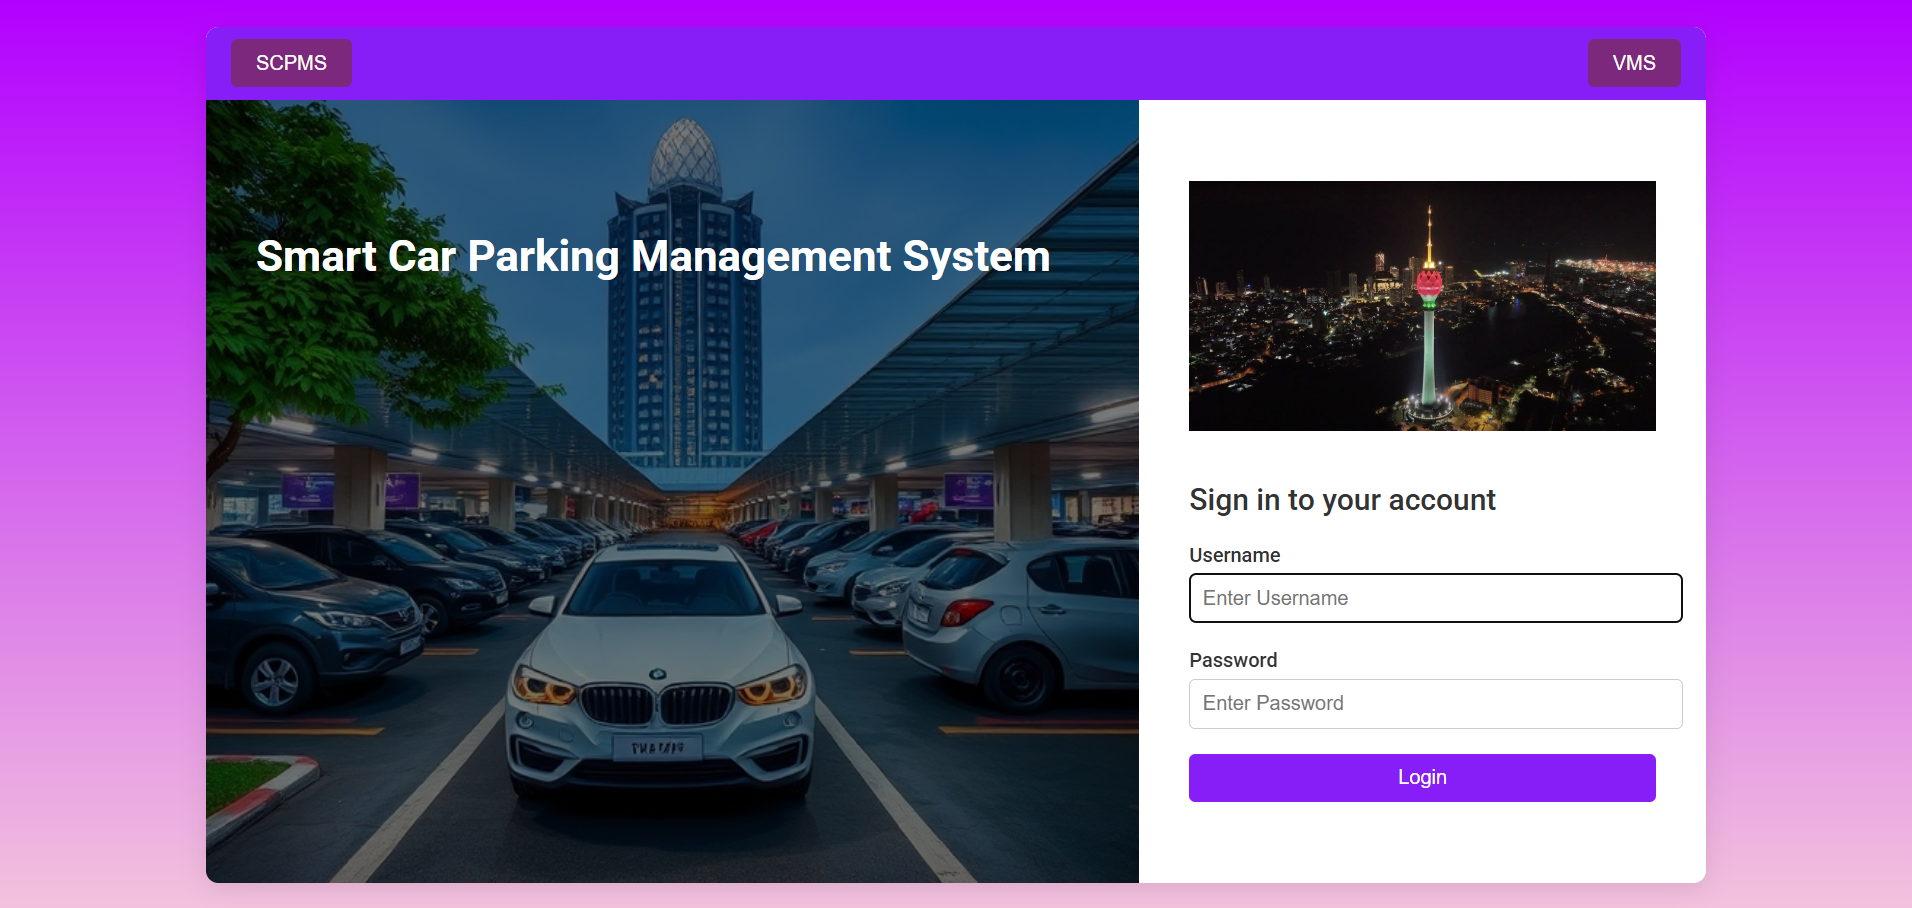 SCPMS
VMS
Smart Car Parking Management System
Sign in to your account
Username
Enter Username
Password
Enter Password
Login